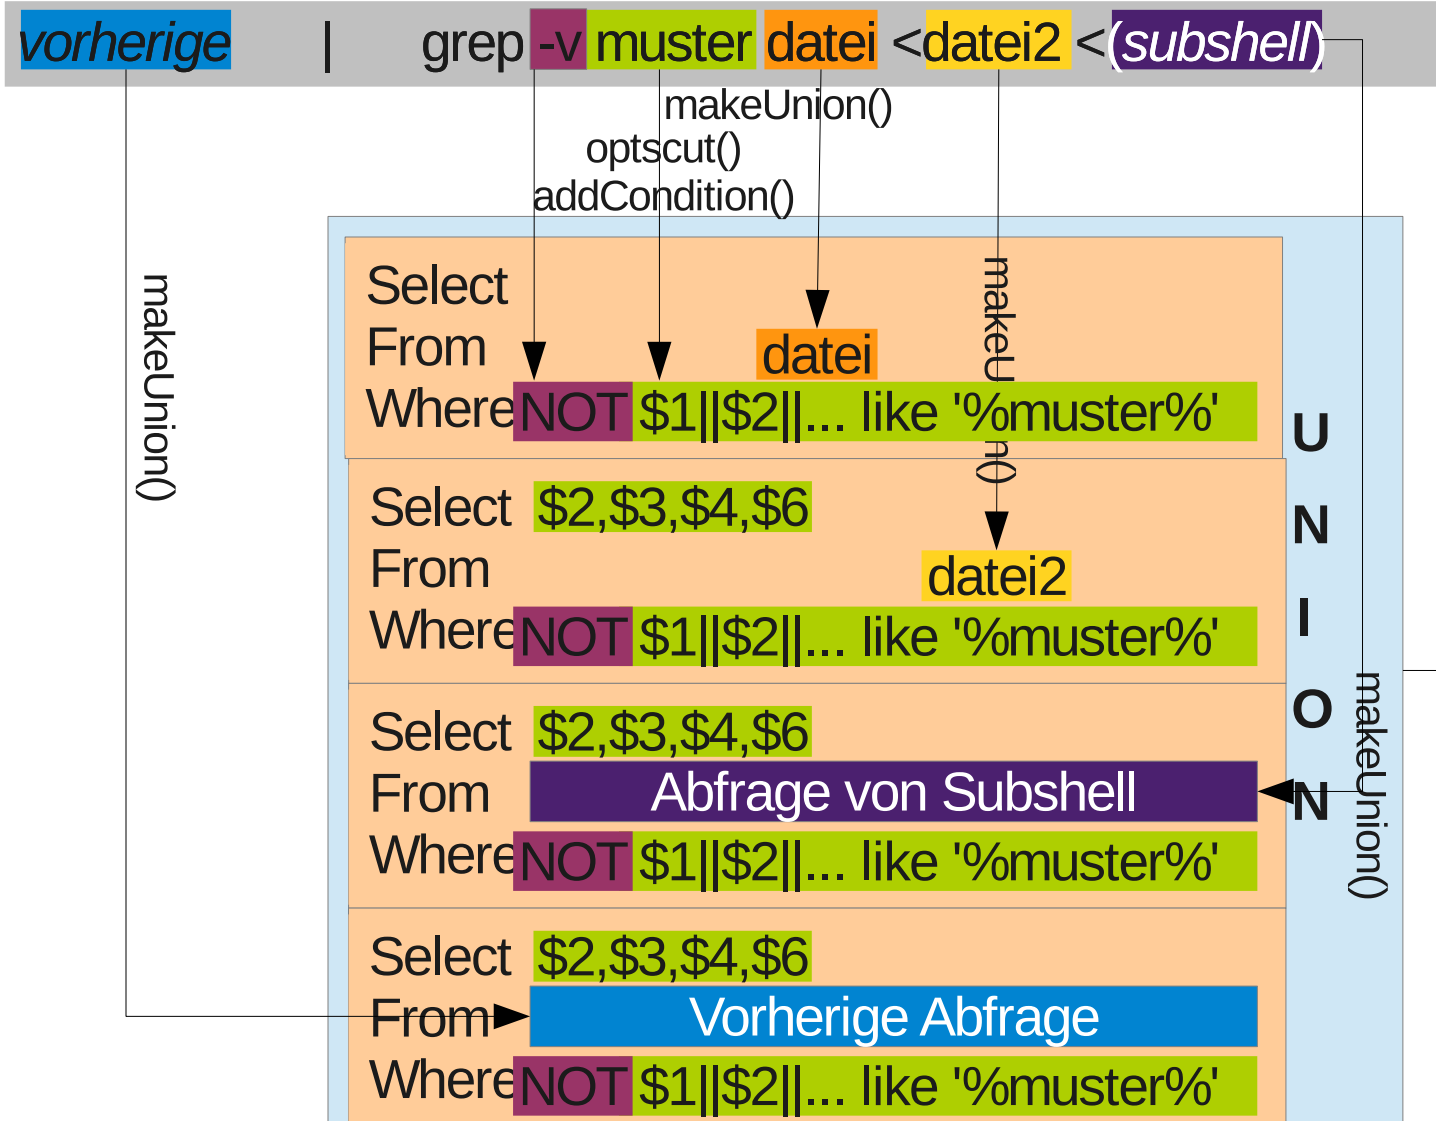 vorherige | grep -v muster datei <datei2 <(subshell)
makeUnion()
optscut()
addCondition()
makeUnion()
makeUnion()
makeUnion()
Select
From datei
Where NOT $1||$2||... like '%muster%'
Select $2,$3,$4,$6
From datei2
Where NOT $1||$2||... like '%muster%'
Select $2,$3,$4,$6
From Abfrage von Subshell
Where NOT $1||$2||... like '%muster%'
Select $2,$3,$4,$6
From Vorherige Abfrage
Where NOT $1||$2||... like '%muster%'
U
N
I
O
N